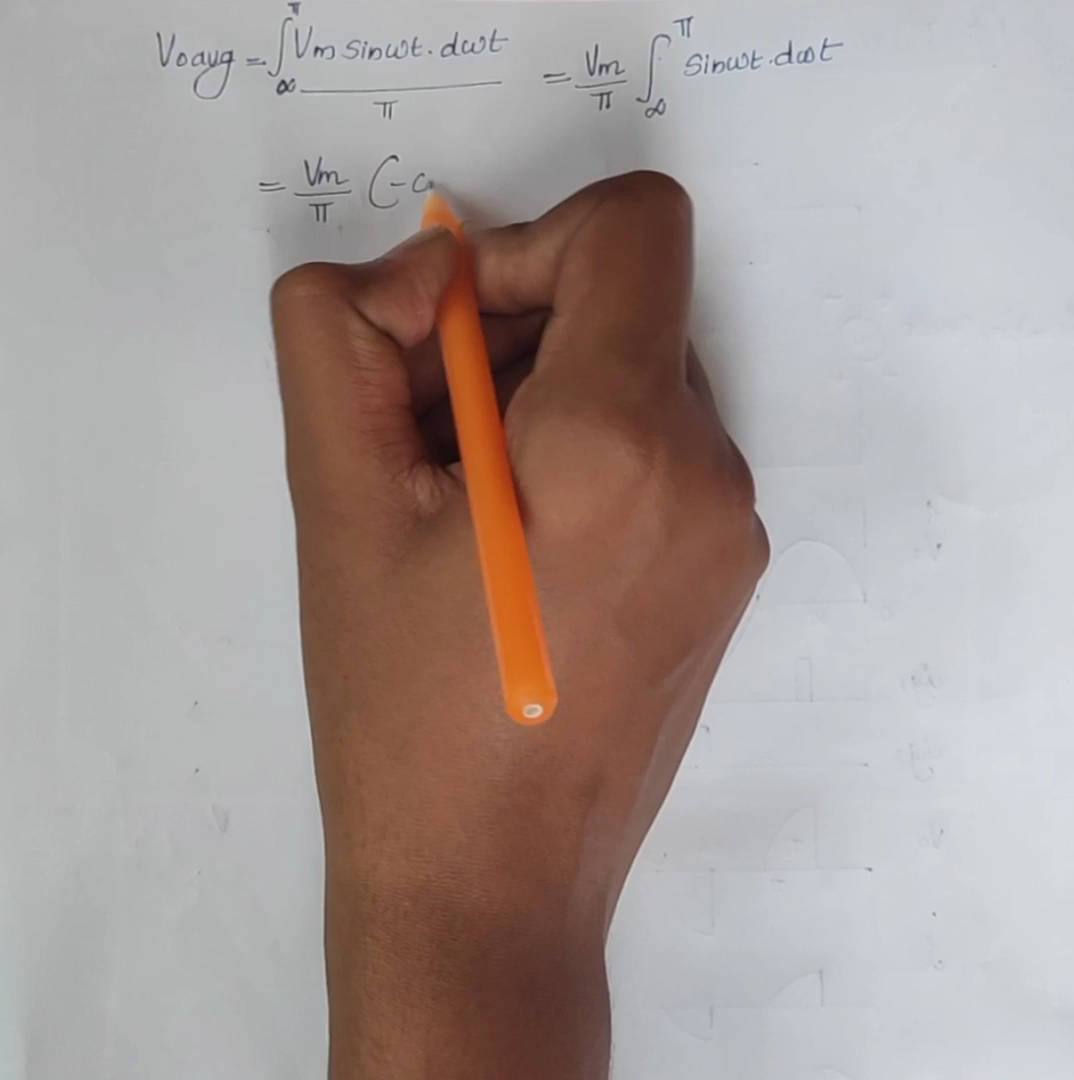 Voavg = ∫∞^π Vm sinωt . dωt / π = Vm/π ∫∞^π sinωt . dωt
= Vm/π (-c